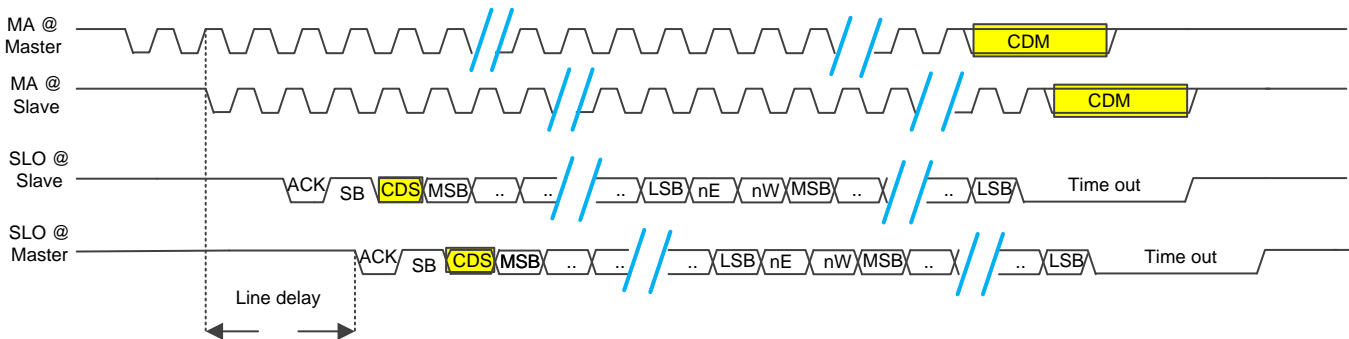 MA @
Master
CDM
MA @
Slave
CDM
SLO @
Slave
ACK SB CDS MSB .. .. .. LSB nE nW MSB .. .. LSB Time out
SLO @
Master
ACK SB CDS MSB .. .. .. LSB nE nW MSB .. .. LSB Time out
Line delay